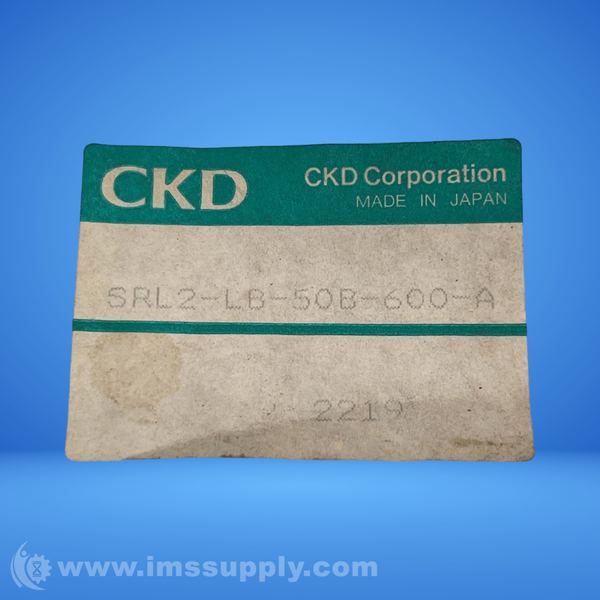 CKD
CKD Corporation
MADE IN JAPAN
SRL2-LB-50B-600-A
2219
www.imssupply.com